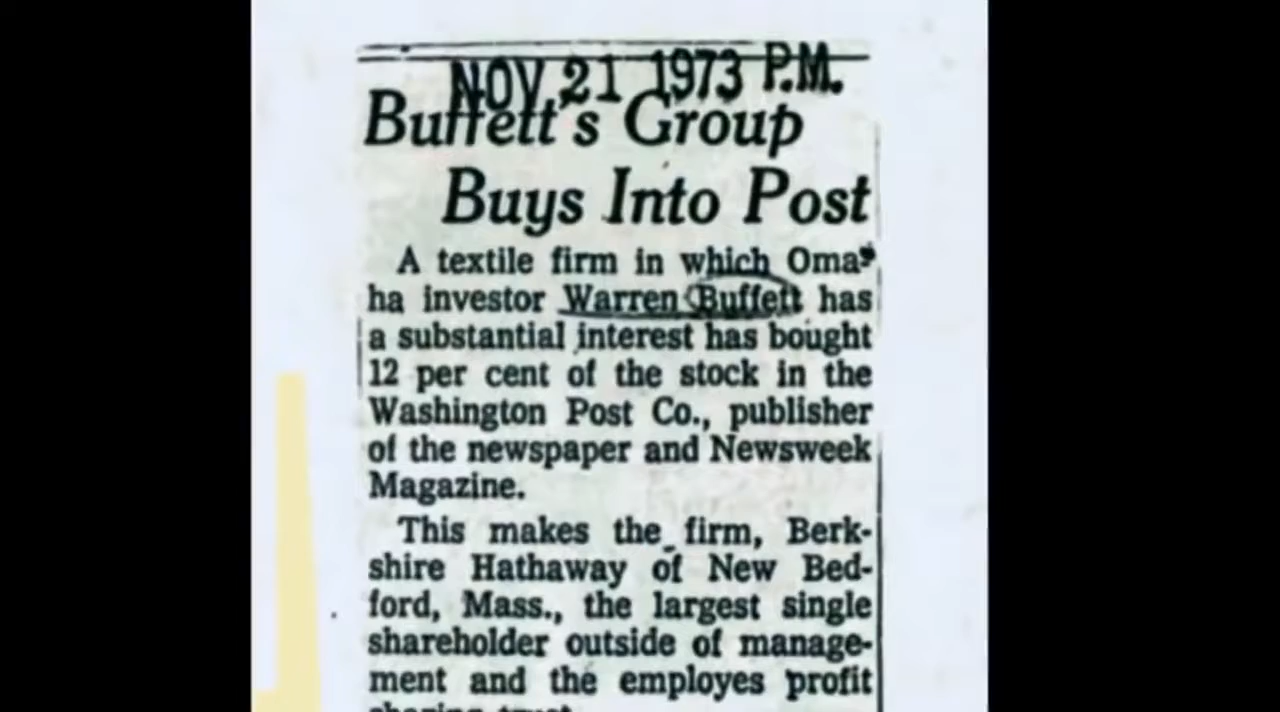 NOV 21 1973 P.M.
Buffett's Group
Buys Into Post
A textile firm in which Oma-
ha investor Warren Buffett has
a substantial interest has bought
12 per cent of the stock in the
Washington Post Co., publisher
of the newspaper and Newsweek
Magazine.
This makes the firm, Berk-
shire Hathaway of New Bed-
ford, Mass., the largest single
shareholder outside of manage-
ment and the employes profit